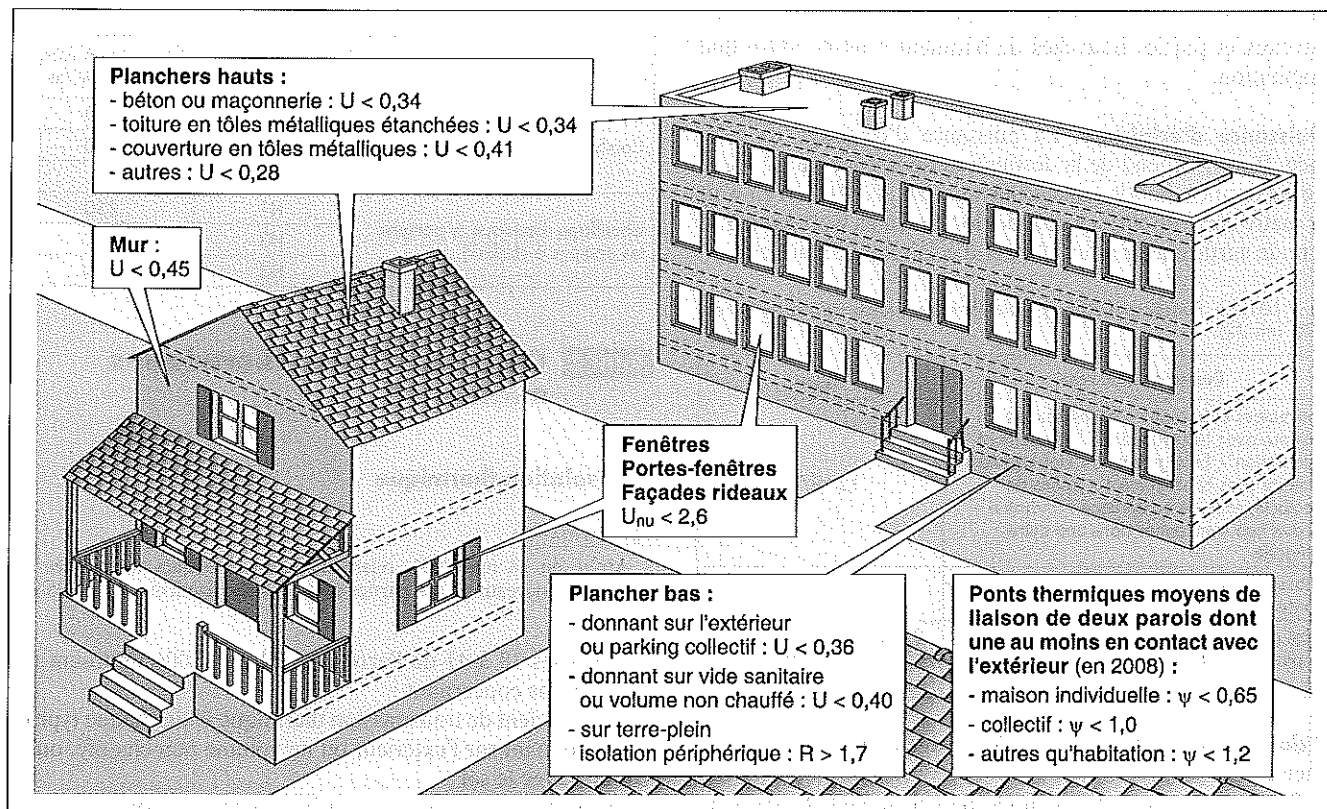 Planchers hauts :
- béton ou maçonnerie : U < 0,34
- toiture en tôles métalliques étanchées : U < 0,34
- couverture en tôles métalliques : U < 0,41
- autres : U < 0,28
Mur :
U < 0,45
Fenêtres
Portes-fenêtres
Façades rideaux
Unu < 2,6
Plancher bas :
- donnant sur l'extérieur
ou parking collectif : U < 0,36
- donnant sur vide sanitaire
ou volume non chauffé : U < 0,40
- sur terre-plein
isolation périphérique : R > 1,7
Ponts thermiques moyens de
liaison de deux parois dont
une au moins en contact avec
l'extérieur (en 2008) :
- maison individuelle : ψ < 0,65
- collectif : ψ < 1,0
- autres qu'habitation : ψ < 1,2